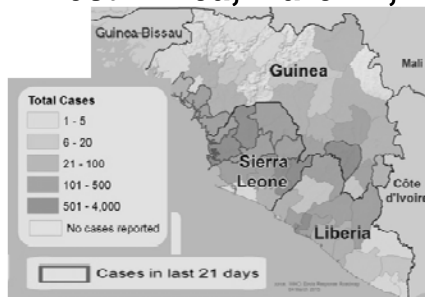 Guinea-Bissau
Guinea
Mali
Total Cases
1 - 5
6 - 20
21 - 100
101 - 500
501 - 4,000
No cases reported
Sierra
Leone
Côte
d'Ivoire
Liberia
Cases in last 21 days